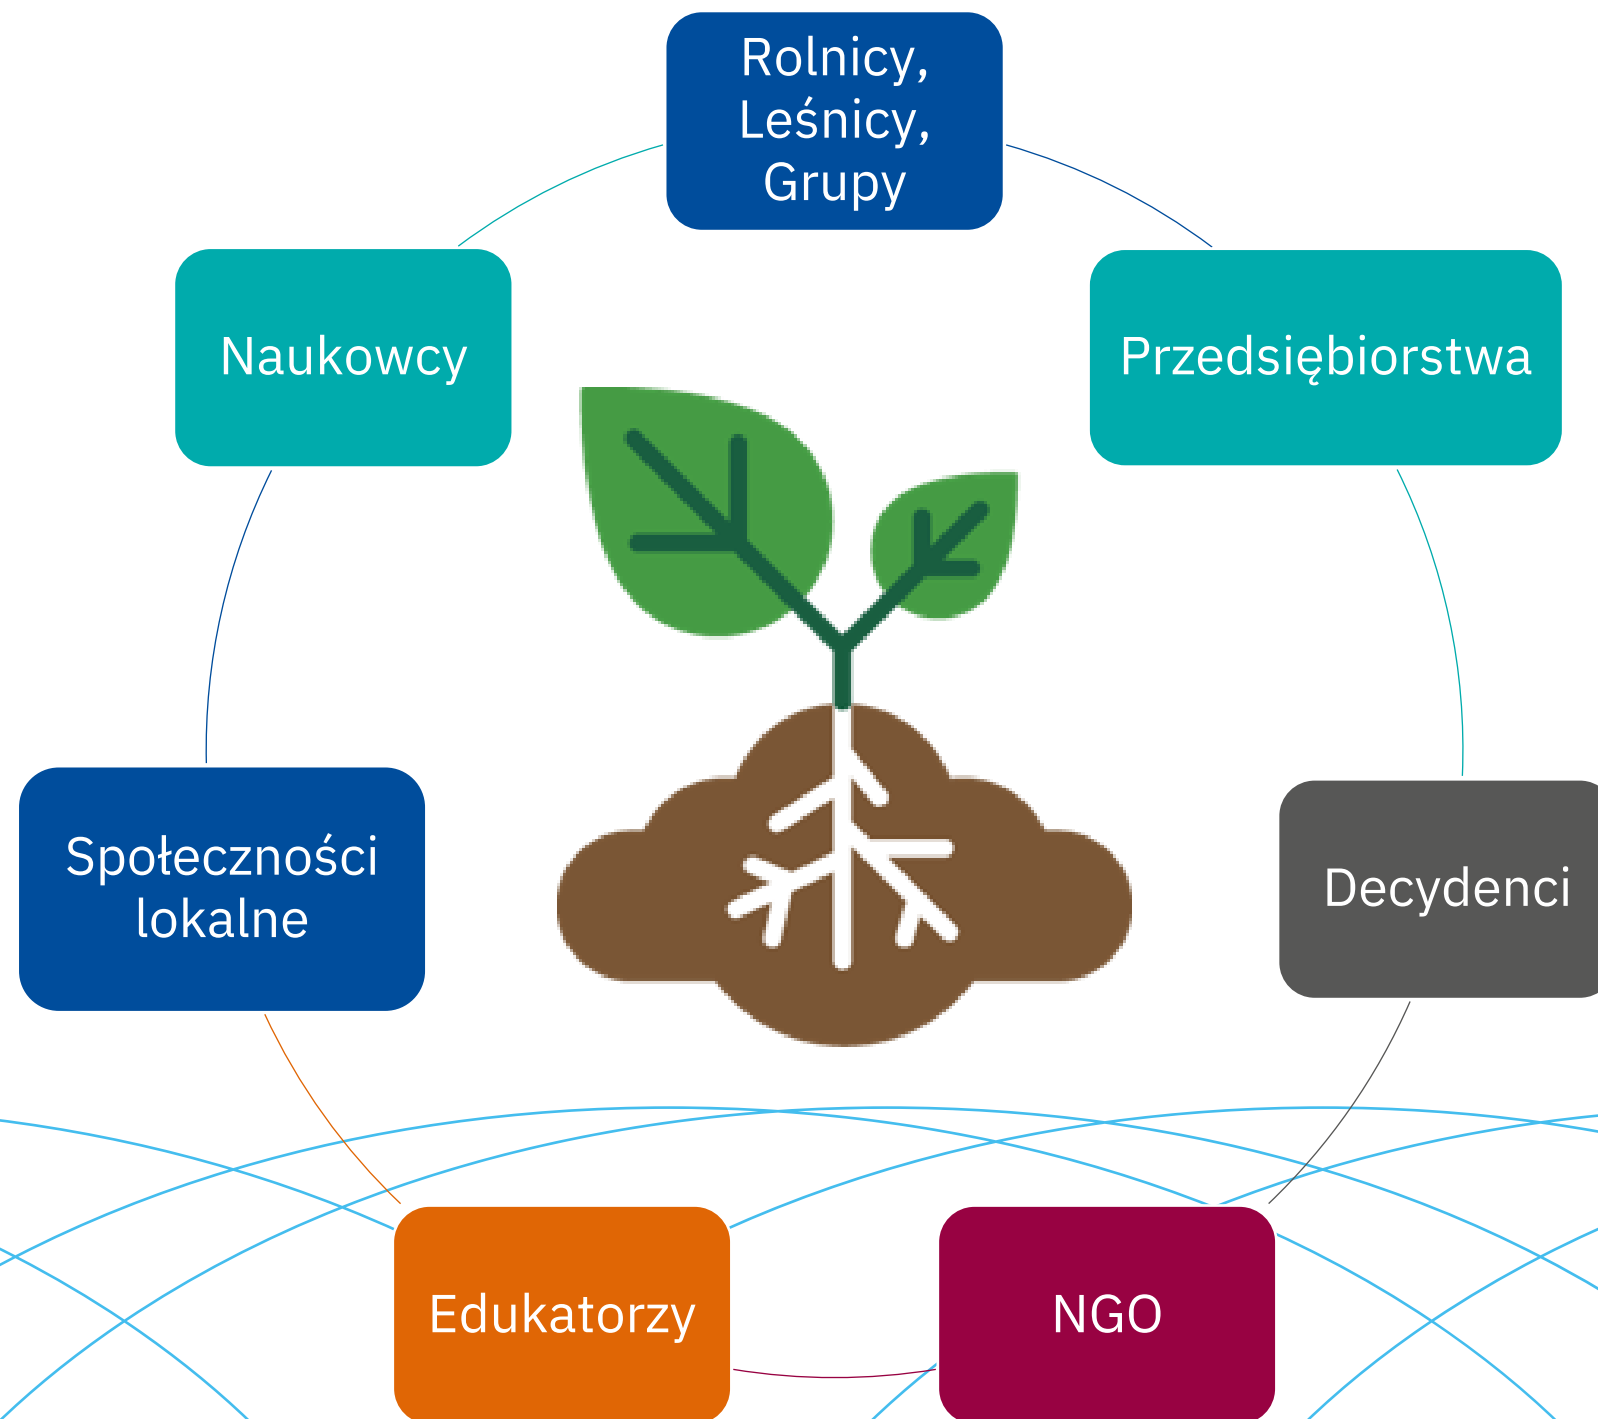 Rolnicy,
Leśnicy,
Grupy
Naukowcy
Przedsiębiorstwa
Społeczności
lokalne
Decydenci
Edukatorzy
NGO